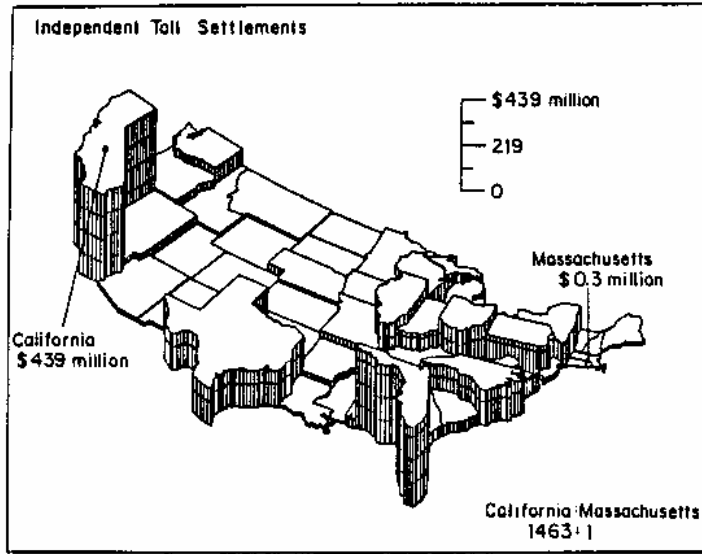 Independent Toll Settlements
$439 million
219
0
Massachusetts
$0.3 million
California
$439 million
California:Massachusetts
1463:1